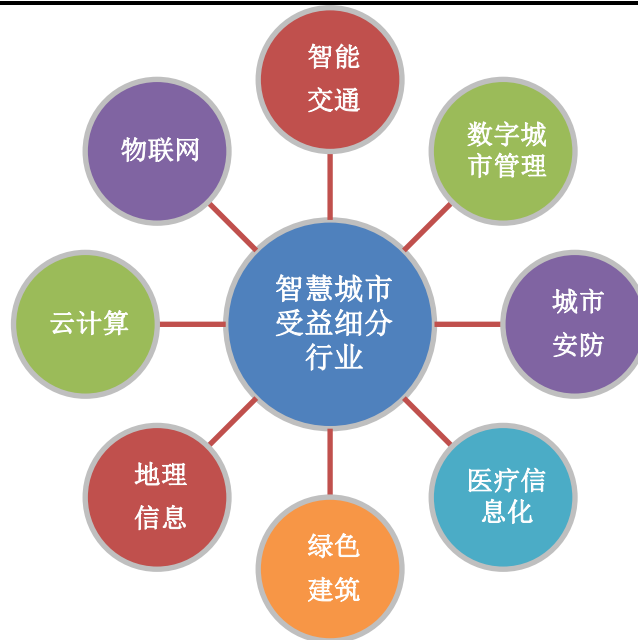 智能
交通
数字城
市管理
城市
安防
医疗信
息化
绿色
建筑
地理
信息
云计算
物联网
智慧城市
受益细分
行业